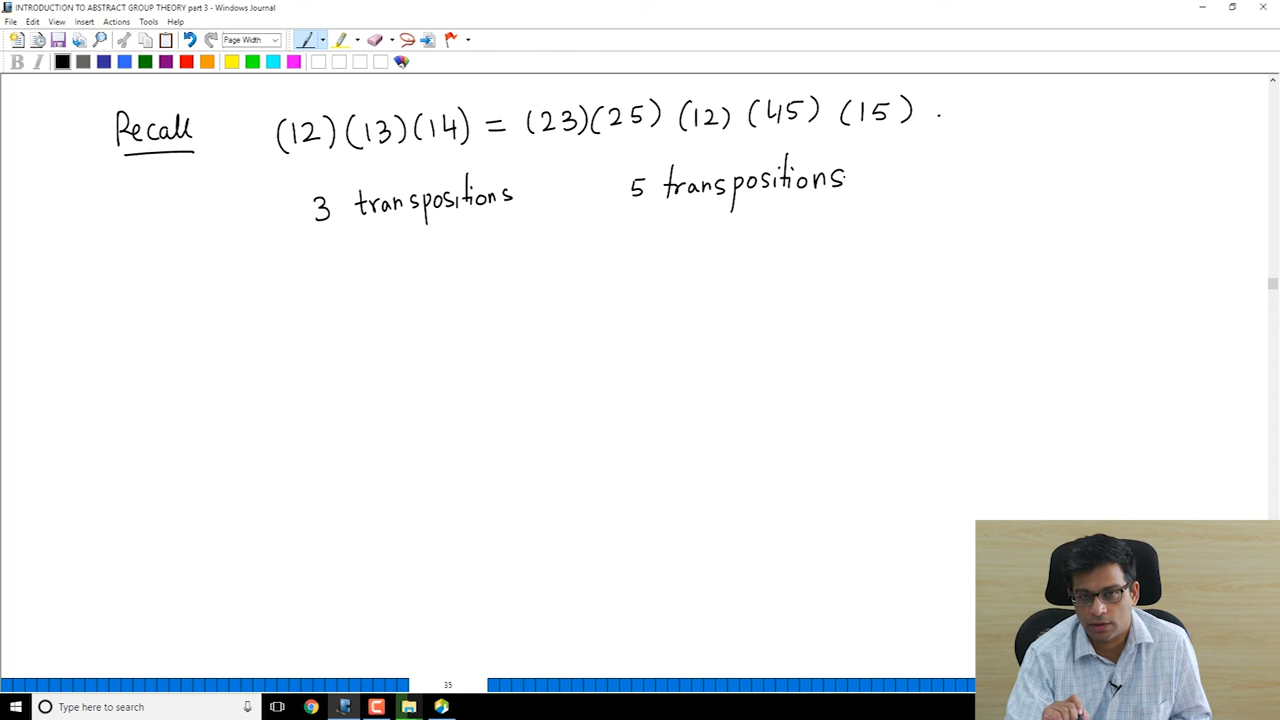 INTRODUCTION TO ABSTRACT GROUP THEORY part 3 - Windows Journal
File Edit View Insert Actions Tools Help
Page Width
B I
Recall (12)(13)(14) = (23)(25) (12) (45) (15) .
3 transpositions 5 transpositions
35
Type here to search